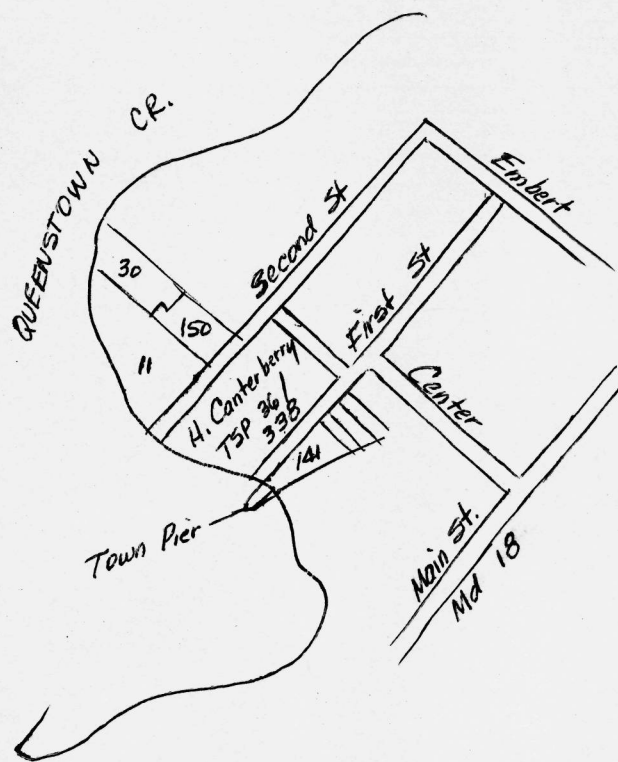 QUEENSTOWN CR.
Embert
Second St
First St
30
150
11
H. Canterberry
TSP 36/
338
141
Center
Town Pier
Main St.
Md 18